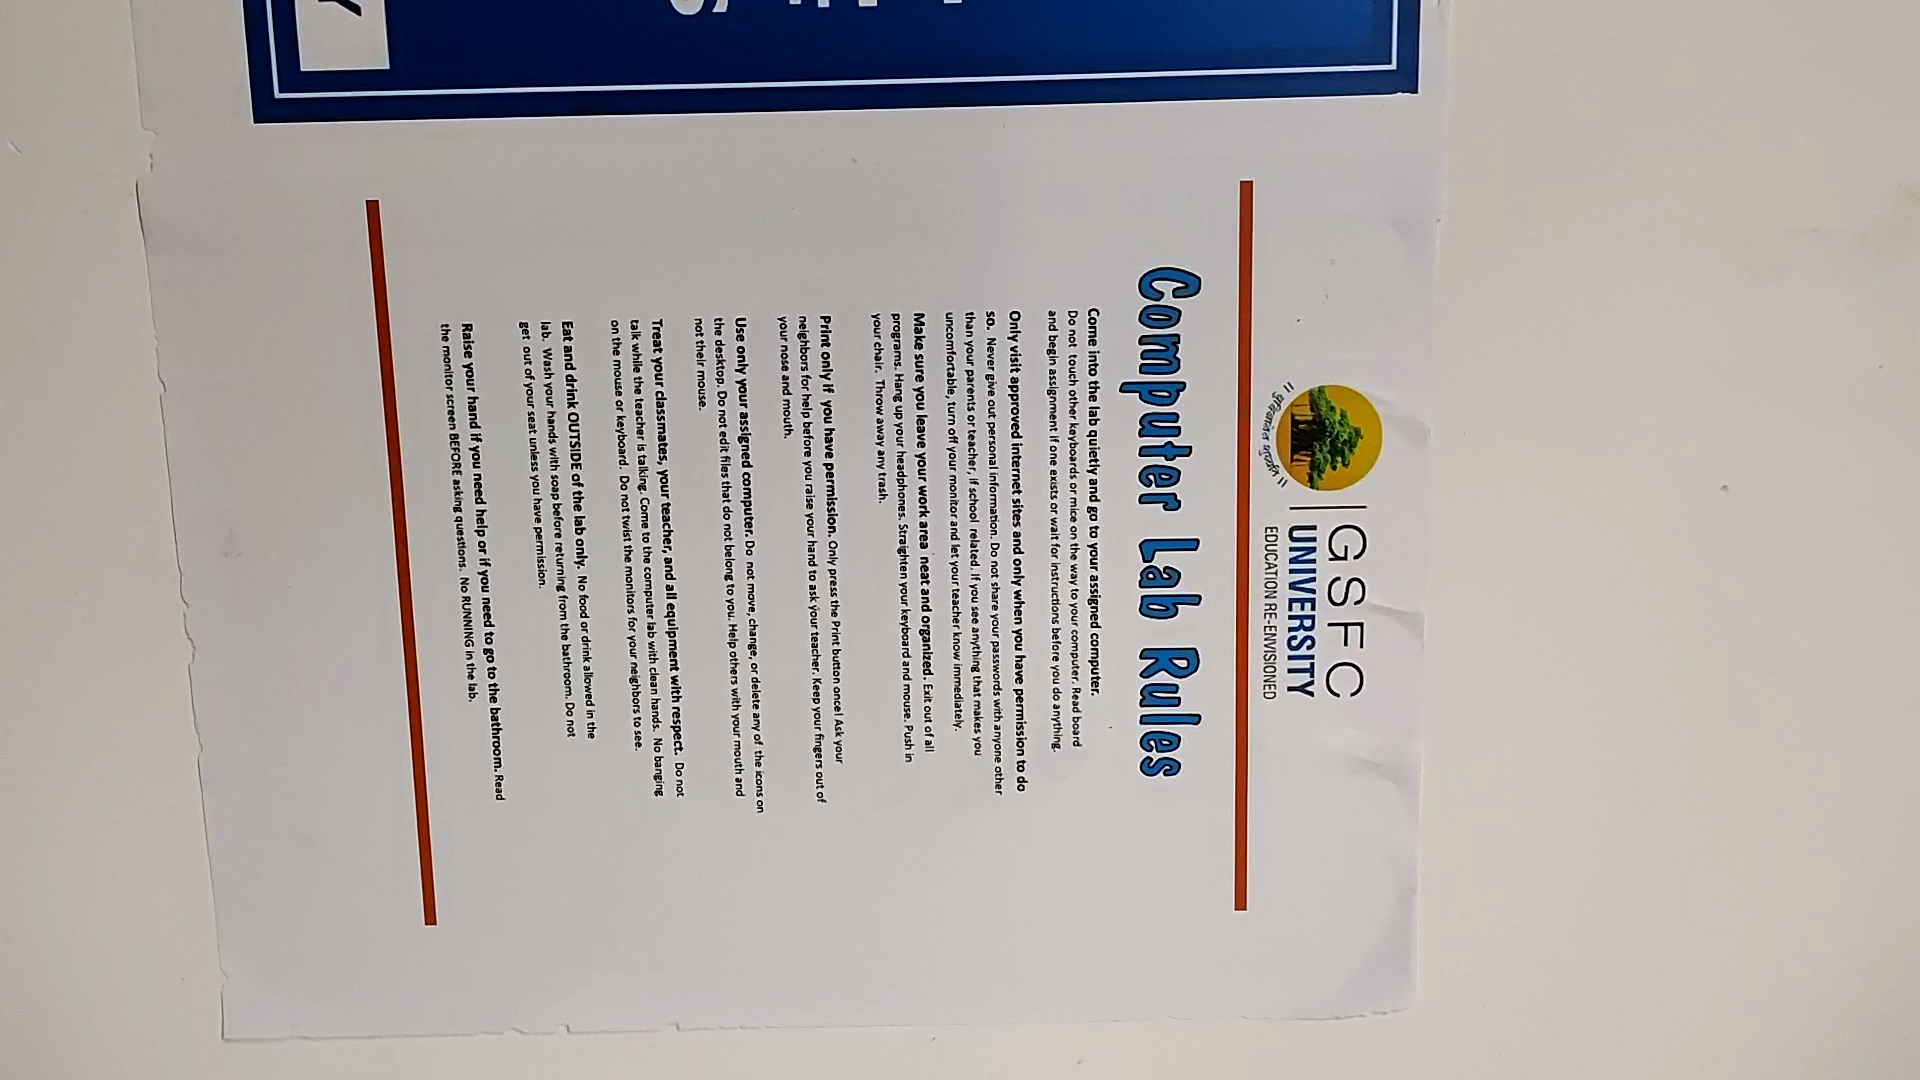 GSFC
UNIVERSITY
EDUCATION RE-ENVISIONED
Computer Lab Rules
Come into the lab quietly and go to your assigned computer.
Do not touch other keyboards or mice on the way to your computer. Read board
and begin assignment if one exists or wait for instructions before you do anything.
Only visit approved internet sites and only when you have permission to do
so. Never give out personal information. Do not share your passwords with anyone other
than your parents or teacher, if school related. If you see anything that makes you
uncomfortable, turn off your monitor and let your teacher know immediately.
Make sure you leave your work area neat and organized. Exit out of all
programs. Hang up your headphones. Straighten your keyboard and mouse. Push in
your chair. Throw away any trash.
Print only if you have permission. Only press the Print button once! Ask your
neighbors for help before you raise your hand to ask your teacher. Keep your fingers out of
your nose and mouth.
Use only your assigned computer. Do not move, change, or delete any of the icons on
the desktop. Do not edit files that do not belong to you. Help others with your mouth and
not their mouse.
Treat your classmates, your teacher, and all equipment with respect. Do not
talk while the teacher is talking. Come to the computer lab with clean hands. No banging
on the mouse or keyboard. Do not twist the monitors for your neighbors to see.
Eat and drink OUTSIDE of the lab only. No food or drink allowed in the
lab. Wash your hands with soap before returning from the bathroom. Do not
get out of your seat unless you have permission.
Raise your hand if you need help or if you need to go to the bathroom. Read
the monitor screen BEFORE asking questions. No RUNNING in the lab.
S
Y